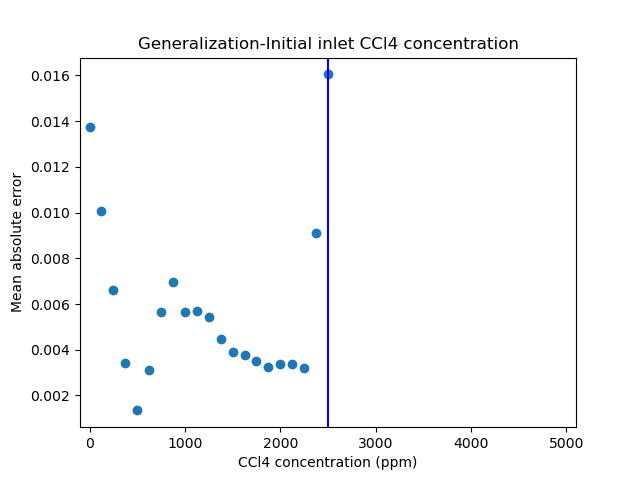 Generalization-Initial inlet CCl4 concentration
0.016
0.014
0.012
0.010
0.008
0.006
0.004
0.002
Mean absolute error
0 1000 2000 3000 4000 5000
CCl4 concentration (ppm)